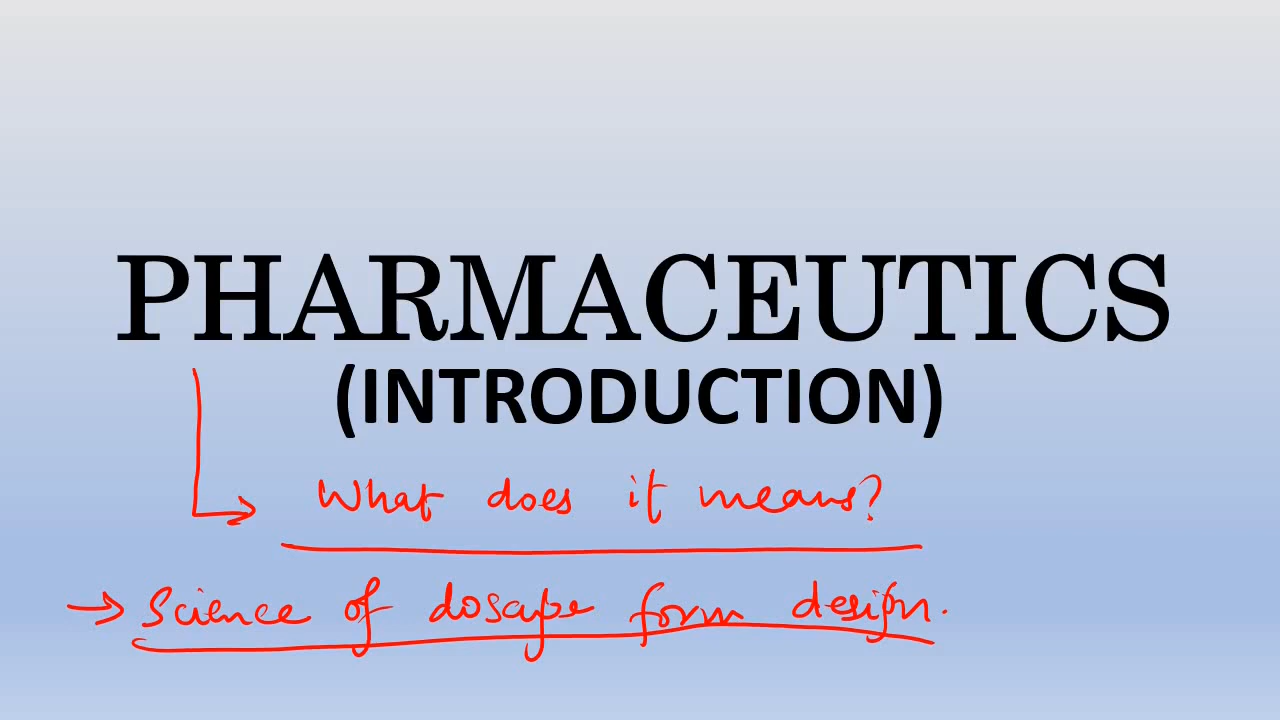 PHARMACEUTICS
(INTRODUCTION)
What does it means?
→ Science of dosage form design.